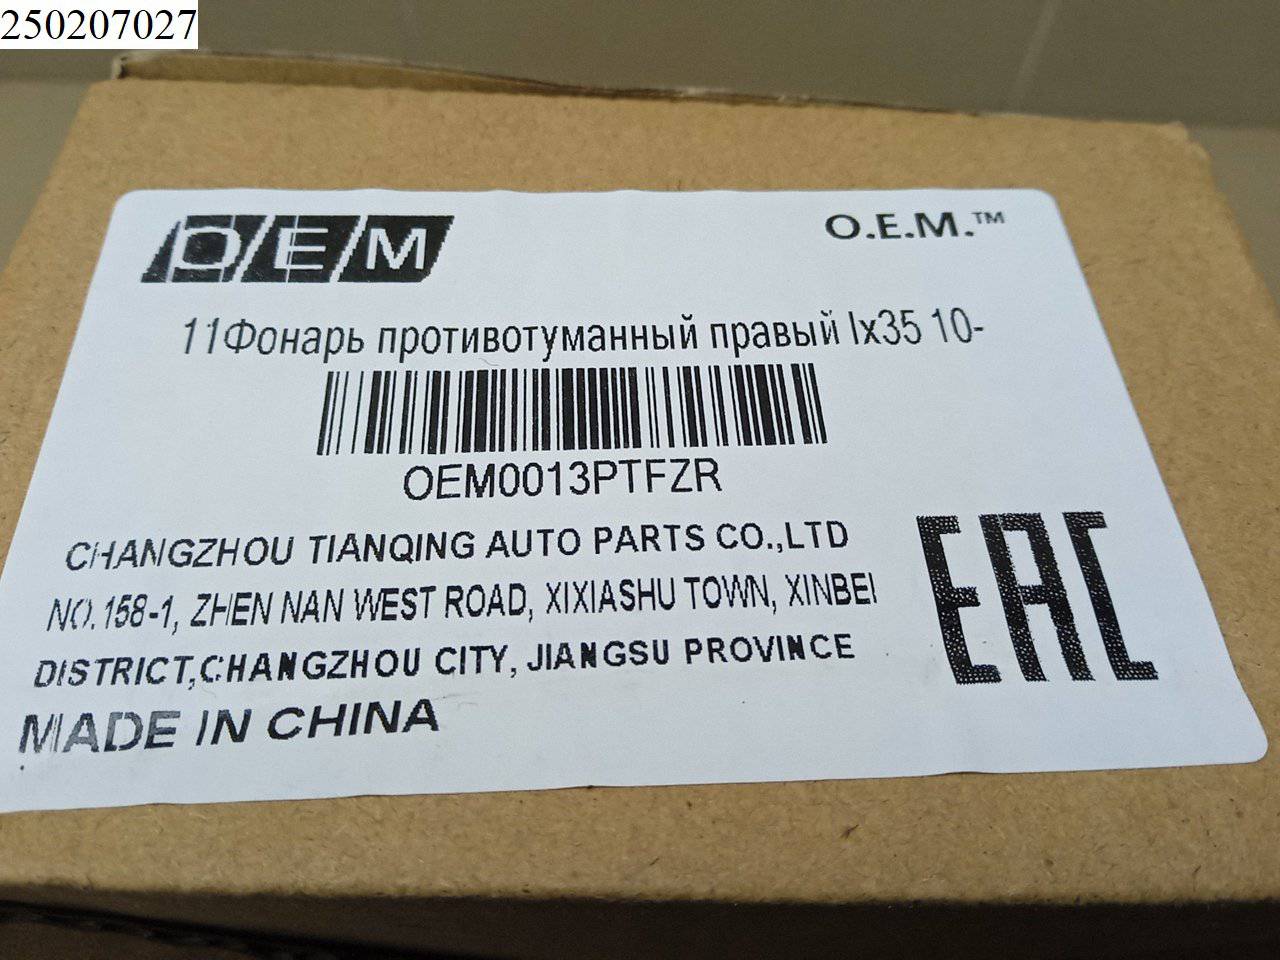 250207027
OEM
O.E.M.™
11Фонарь противотуманный правый Ix35 10-
OEM0013PTFZR
CHANGZHOU TIANQING AUTO PARTS CO.,LTD
NO.158-1, ZHEN NAN WEST ROAD, XIXIASHU TOWN, XINBEI
DISTRICT,CHANGZHOU CITY, JIANGSU PROVINCE
MADE IN CHINA
EAC